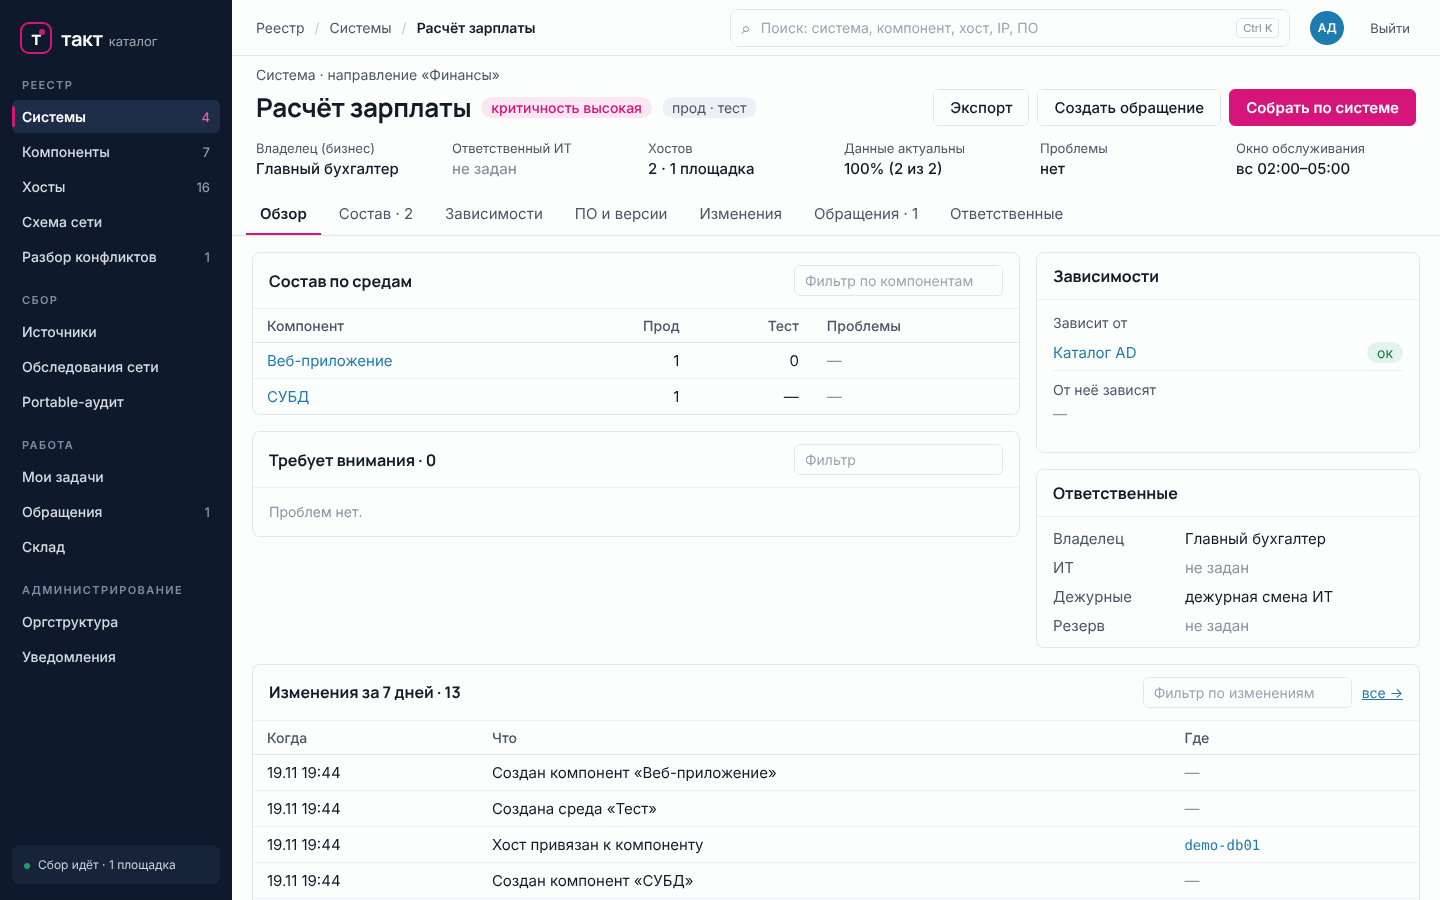 такт каталог
РЕЕСТР
Системы 4
Компоненты 7
Хосты 16
Схема сети
Разбор конфликтов 1
СБОР
Источники
Обследования сети
Portable-аудит
РАБОТА
Мои задачи
Обращения 1
Склад
АДМИНИСТРИРОВАНИЕ
Оргструктура
Уведомления
Сбор идёт · 1 площадка
Реестр / Системы / Расчёт зарплаты
Поиск: система, компонент, хост, IP, ПО Ctrl K
АД
Выйти
Система · направление «Финансы»
Расчёт зарплаты критичность высокая прод · тест
Экспорт Создать обращение Собрать по системе
Владелец (бизнес) Ответственный ИТ Хостов Данные актуальны Проблемы Окно обслуживания
Главный бухгалтер не задан 2 · 1 площадка 100% (2 из 2) нет вс 02:00–05:00
Обзор Состав · 2 Зависимости ПО и версии Изменения Обращения · 1 Ответственные
Состав по средам Фильтр по компонентам
Компонент Прод Тест Проблемы
Веб-приложение 1 0 —
СУБД 1 — —
Требует внимания · 0 Фильтр
Проблем нет.
Зависимости
Зависит от
Каталог AD ок
От неё зависят
—
Ответственные
Владелец Главный бухгалтер
ИТ не задан
Дежурные дежурная смена ИТ
Резерв не задан
Изменения за 7 дней · 13 Фильтр по изменениям все →
Когда Что Где
19.11 19:44 Создан компонент «Веб-приложение» —
19.11 19:44 Создана среда «Тест» —
19.11 19:44 Хост привязан к компоненту demo-db01
19.11 19:44 Создан компонент «СУБД» —